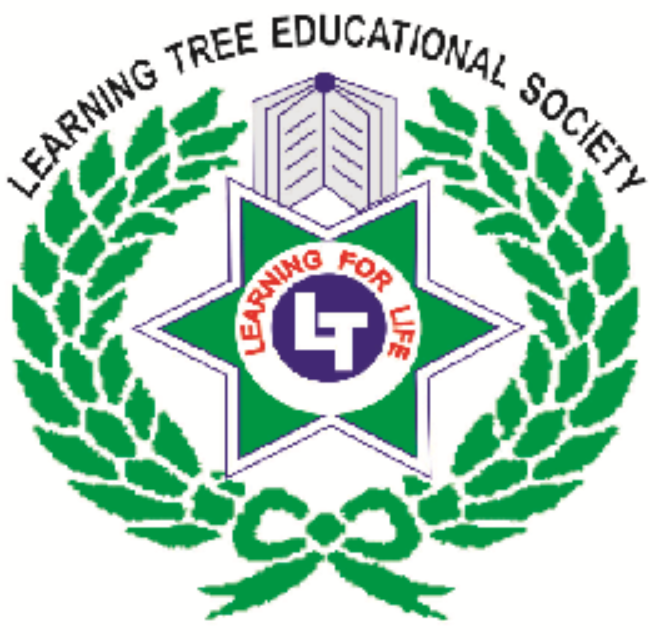 LEARNING TREE EDUCATIONAL SOCIETY
LEARNING FOR LIFE
LT